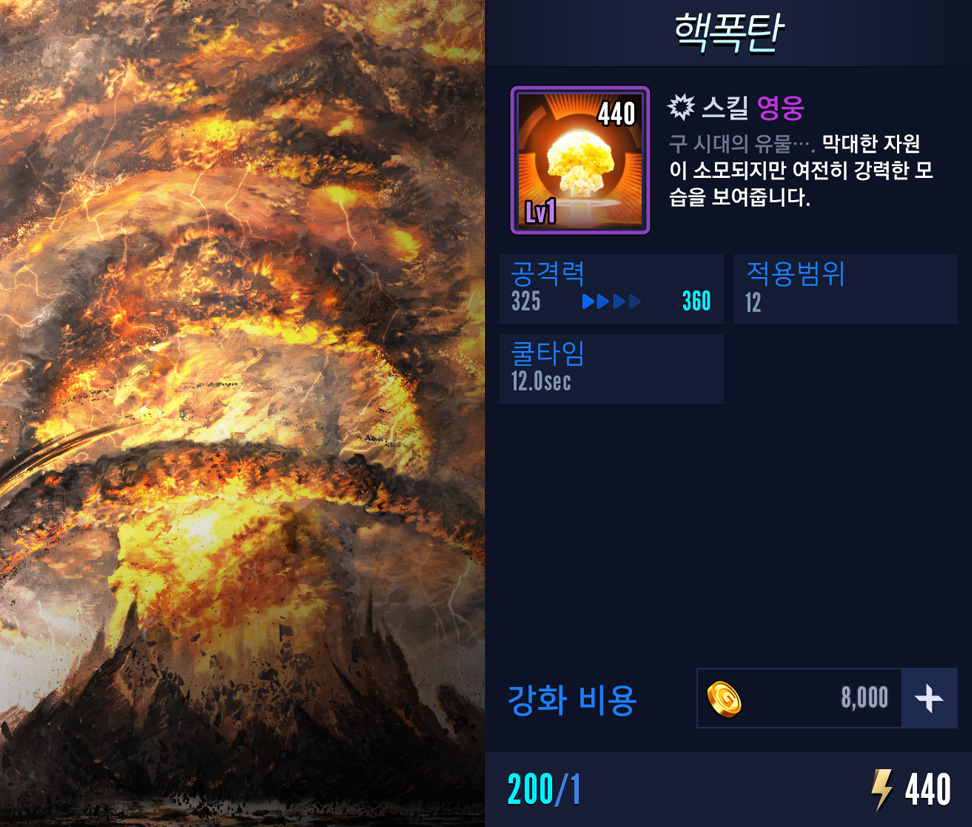 핵폭탄
440
Lv1
스킬 영웅
구 시대의 유물···. 막대한 자원
이 소모되지만 여전히 강력한 모
습을 보여줍니다.
공격력
325 360
적용범위
12
쿨타임
12.0sec
강화 비용
8,000
200/1
440